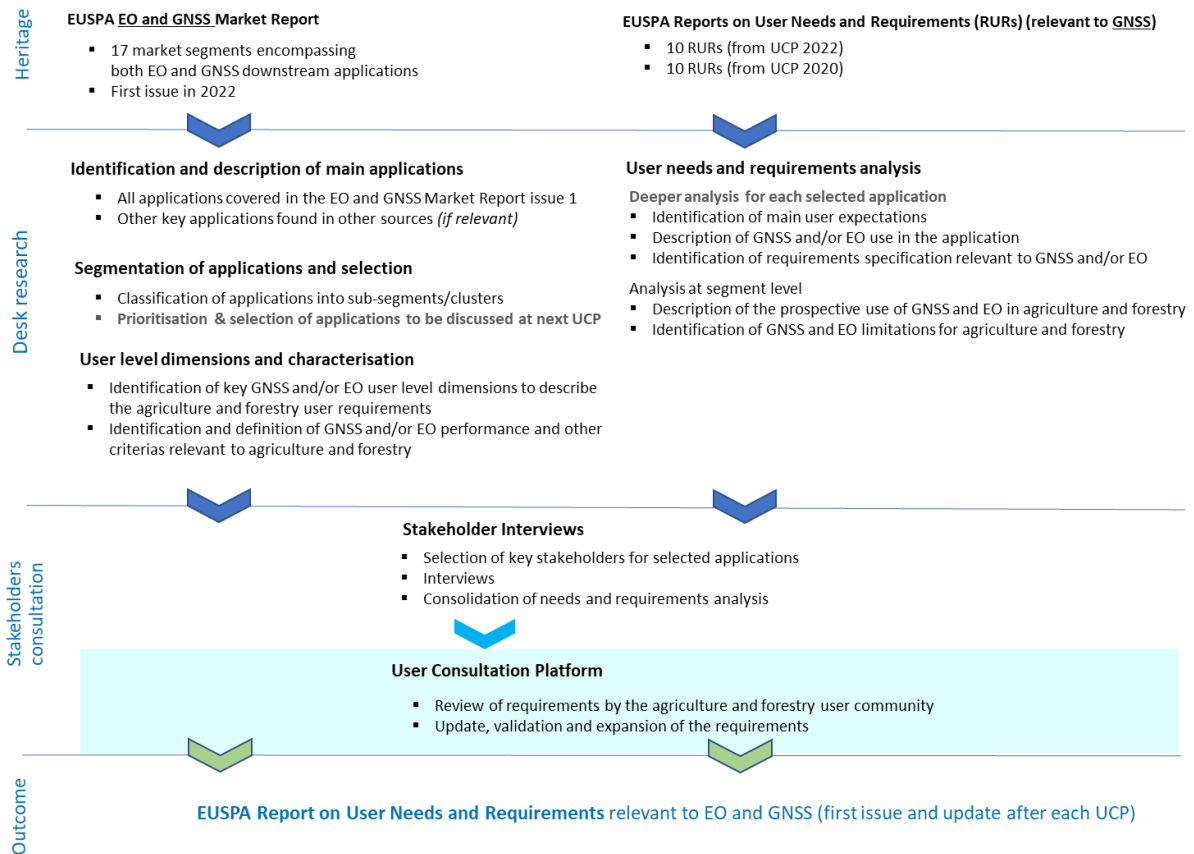 Heritage
EUSPA EO and GNSS Market Report
17 market segments encompassing
both EO and GNSS downstream applications
First issue in 2022
EUSPA Reports on User Needs and Requirements (RURs) (relevant to GNSS)
10 RURs (from UCP 2022)
10 RURs (from UCP 2020)
Desk research
Identification and description of main applications
All applications covered in the EO and GNSS Market Report issue 1
Other key applications found in other sources (if relevant)
Segmentation of applications and selection
Classification of applications into sub-segments/clusters
Prioritisation & selection of applications to be discussed at next UCP
User level dimensions and characterisation
Identification of key GNSS and/or EO user level dimensions to describe
the agriculture and forestry user requirements
Identification and definition of GNSS and/or EO performance and other
criterias relevant to agriculture and forestry
User needs and requirements analysis
Deeper analysis for each selected application
Identification of main user expectations
Description of GNSS and/or EO use in the application
Identification of requirements specification relevant to GNSS and/or EO
Analysis at segment level
Description of the prospective use of GNSS and EO in agriculture and forestry
Identification of GNSS and EO limitations for agriculture and forestry
Stakeholders
consultation
Stakeholder Interviews
Selection of key stakeholders for selected applications
Interviews
Consolidation of needs and requirements analysis
User Consultation Platform
Review of requirements by the agriculture and forestry user community
Update, validation and expansion of the requirements
Outcome
EUSPA Report on User Needs and Requirements relevant to EO and GNSS (first issue and update after each UCP)